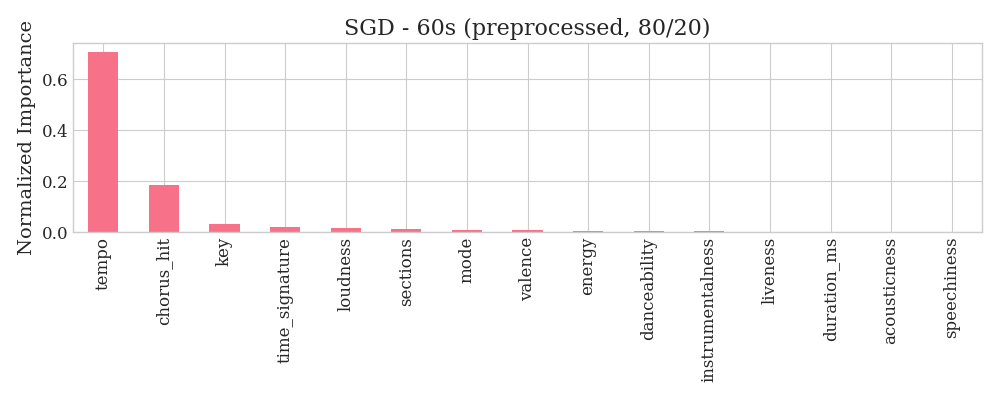 SGD - 60s (preprocessed, 80/20)
Normalized Importance
0.6
0.4
0.2
0.0
tempo
chorus_hit
key
time_signature
loudness
sections
mode
valence
energy
danceability
instrumentalness
liveness
duration_ms
acousticness
speechiness